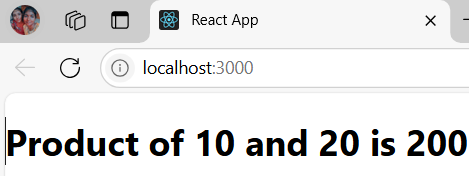 React App
localhost:3000
Product of 10 and 20 is 200